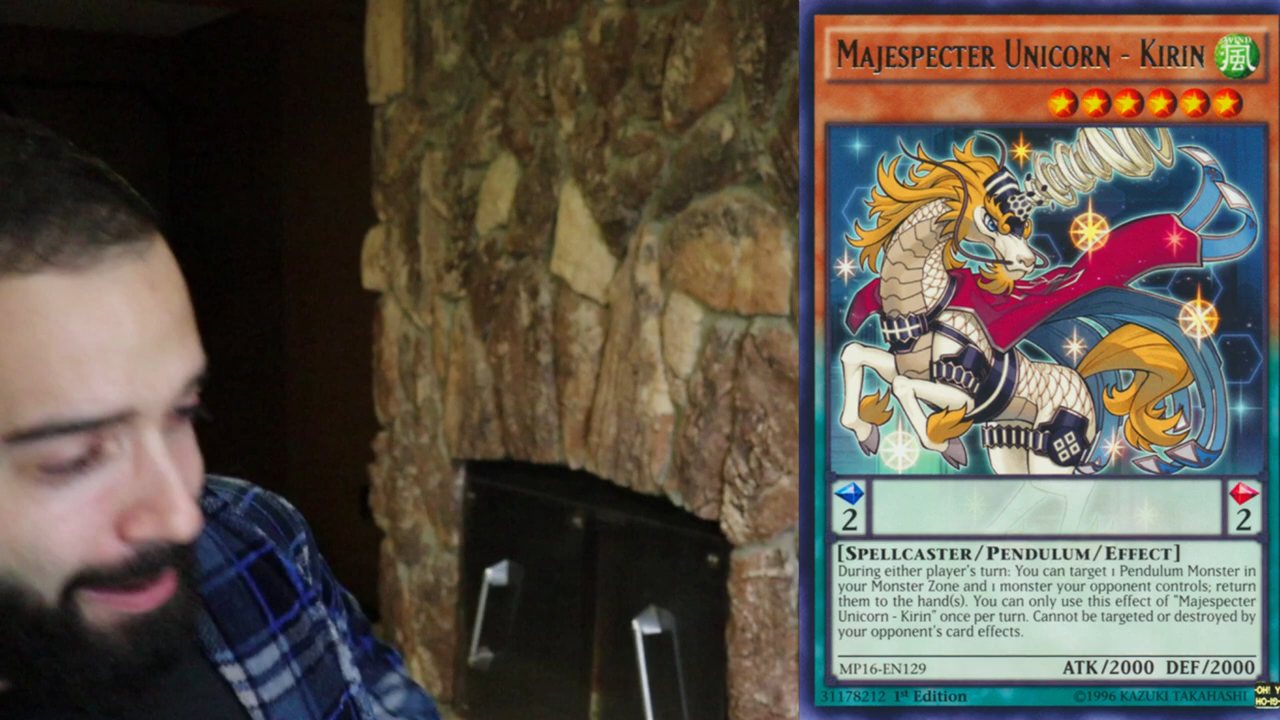 MAJESPECTER UNICORN - KIRIN
WIND
風
2
2
[SPELLCASTER/PENDULUM/EFFECT]
During either player's turn: You can target 1 Pendulum Monster in
your Monster Zone and 1 monster your opponent controls; return
them to the hand(s). You can only use this effect of "Majespecter
Unicorn - Kirin" once per turn. Cannot be targeted or destroyed by
your opponent's card effects.
MP16-EN129
ATK/2000 DEF/2000
31178212 1st Edition
©1996 KAZUKI TAKAHASHI